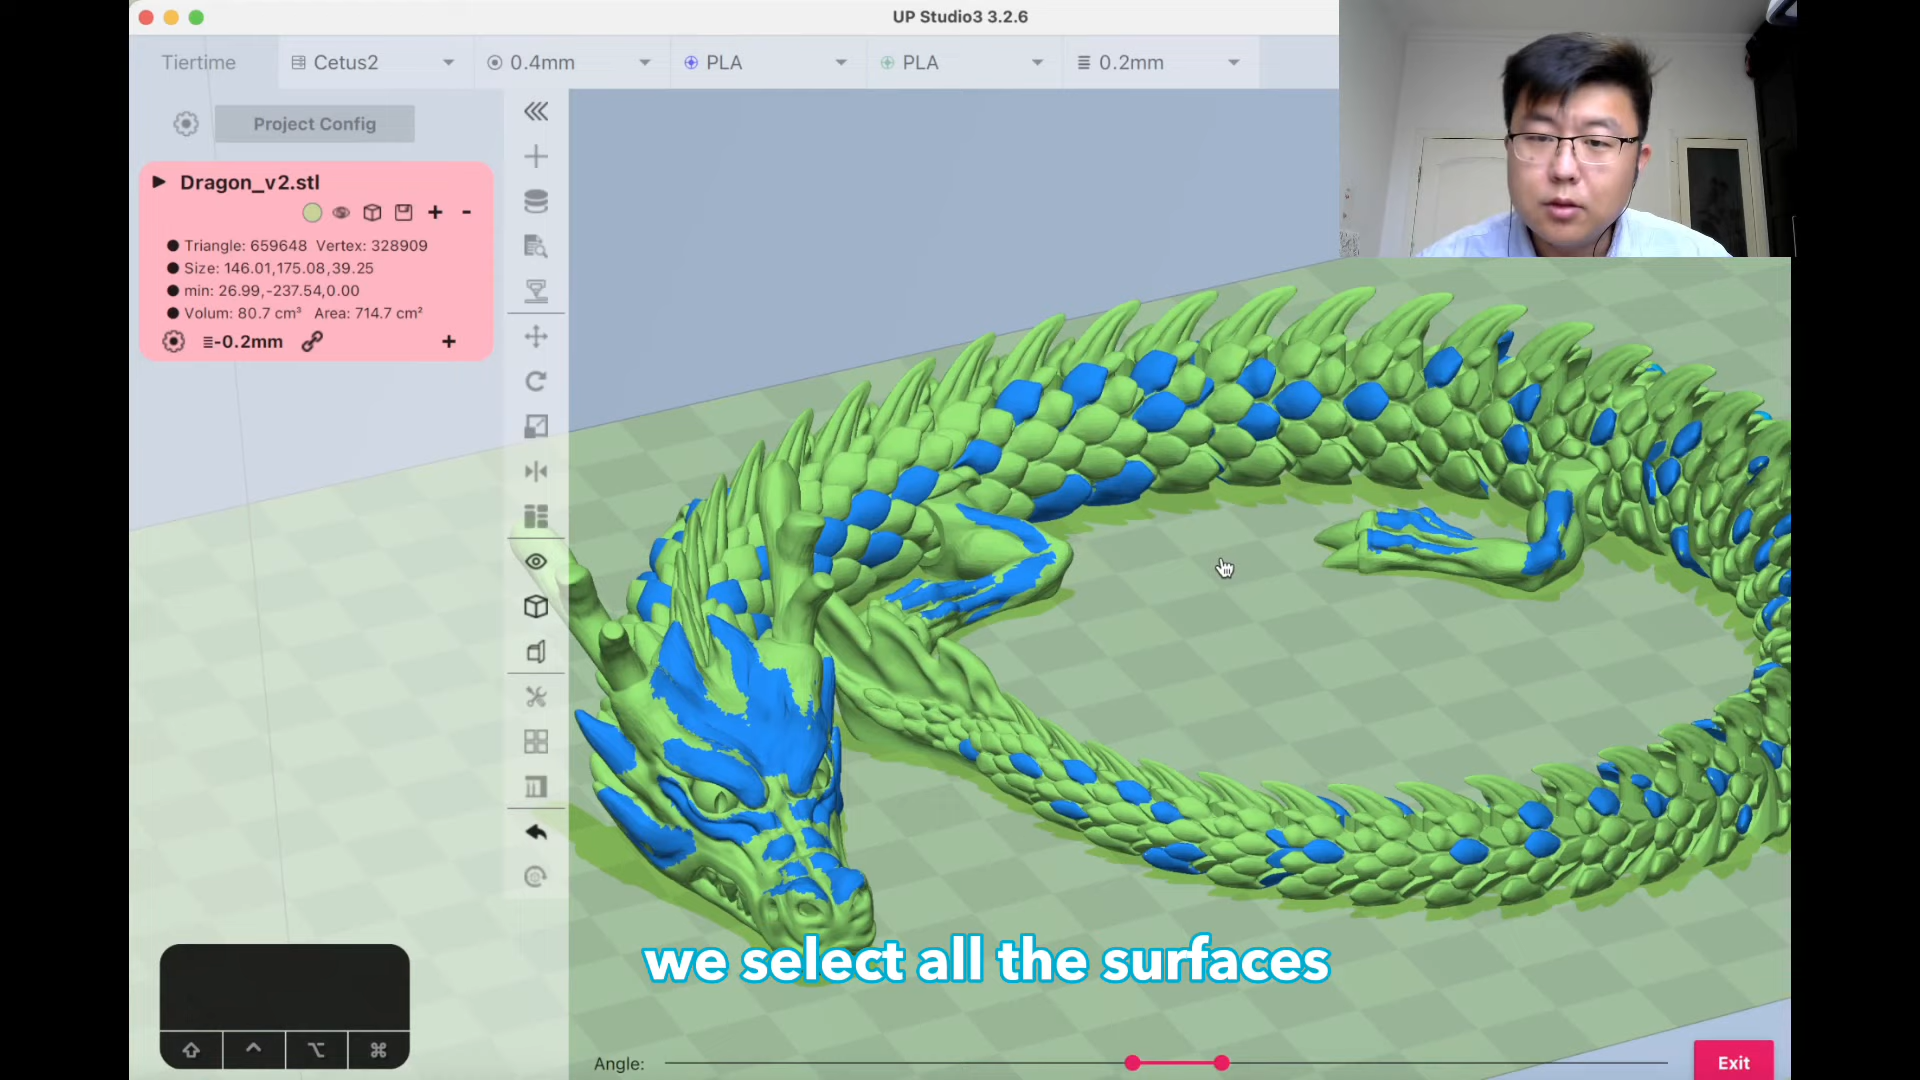 UP Studio3 3.2.6
Tiertime
Cetus2
0.4mm
PLA
PLA
0.2mm
Project Config
Dragon_v2.stl
Triangle: 659648 Vertex: 328909
Size: 146.01,175.08,39.25
min: 26.99,-237.54,0.00
Volum: 80.7 cm³ Area: 714.7 cm²
-0.2mm
we select all the surfaces
Angle:
Exit